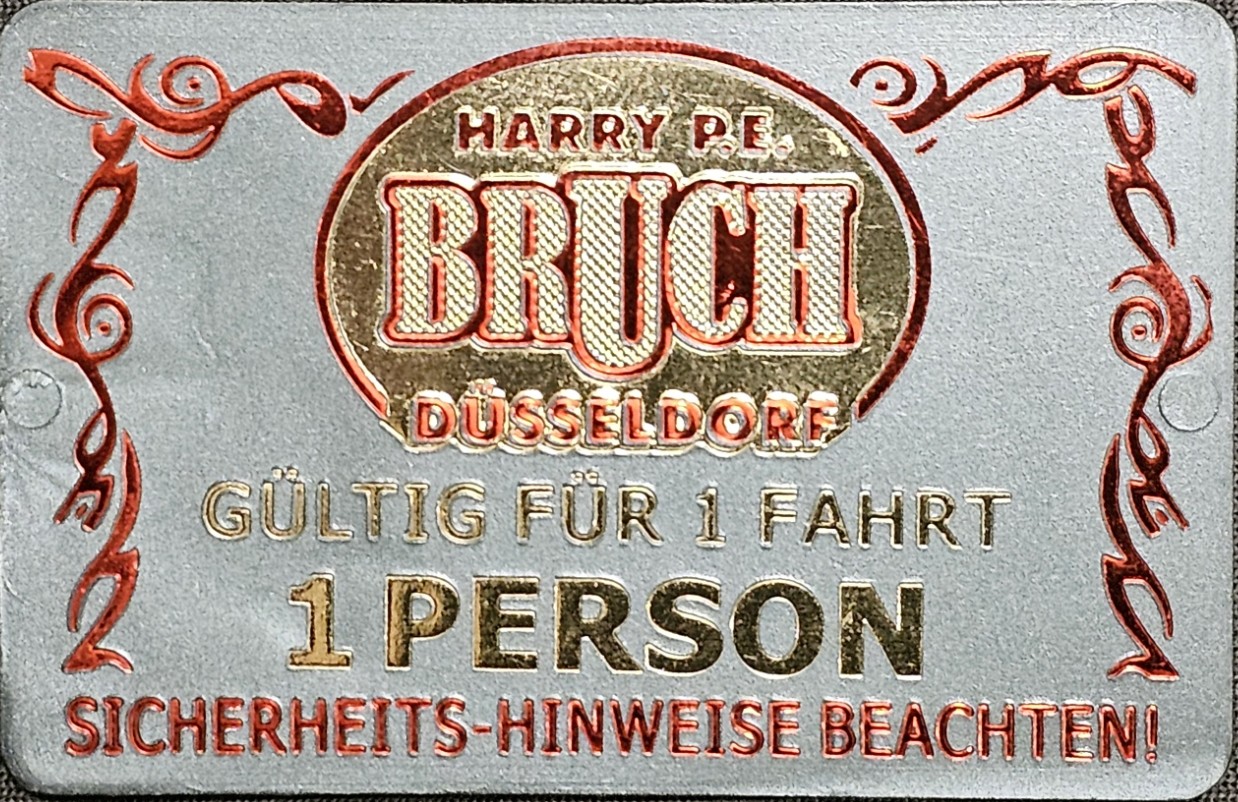 HARRY P.E.
BRUCH
DÜSSELDORF
GÜLTIG FÜR 1 FAHRT
1 PERSON
SICHERHEITS-HINWEISE BEACHTEN!